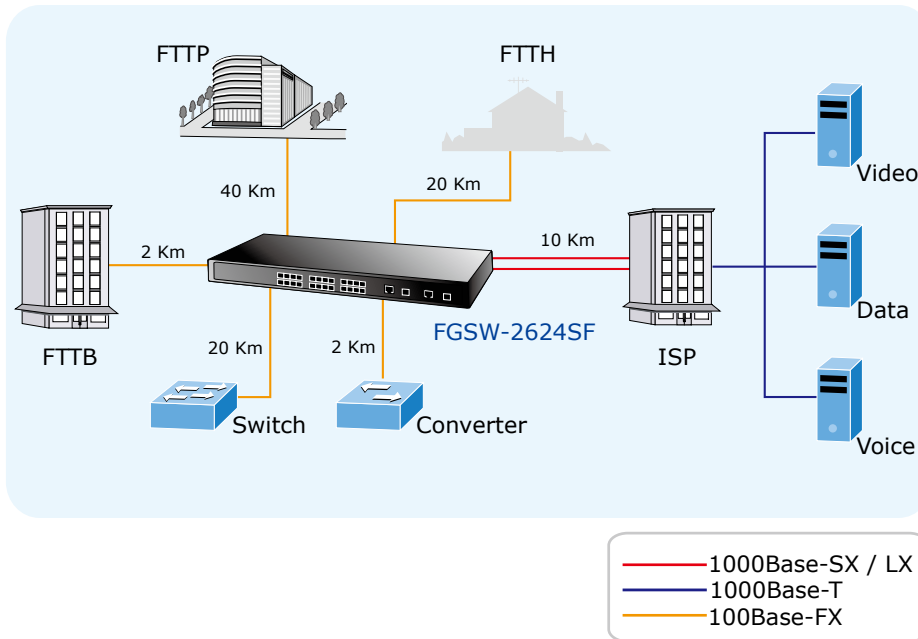 FTTP
FTTH
40 Km
20 Km
2 Km
10 Km
Video
Data
Voice
FTTB
FGSW-2624SF
ISP
20 Km
2 Km
Switch
Converter
1000Base-SX / LX
1000Base-T
100Base-FX